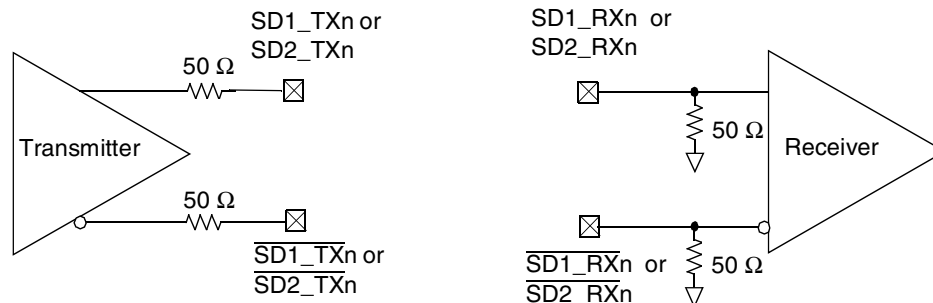 SD1_TXn or
SD2_TXn
50 Ω
Transmitter
50 Ω
SD1_TXn or
SD2_TXn
SD1_RXn or
SD2_RXn
50 Ω
Receiver
50 Ω
SD1_RXn or
SD2_RXn